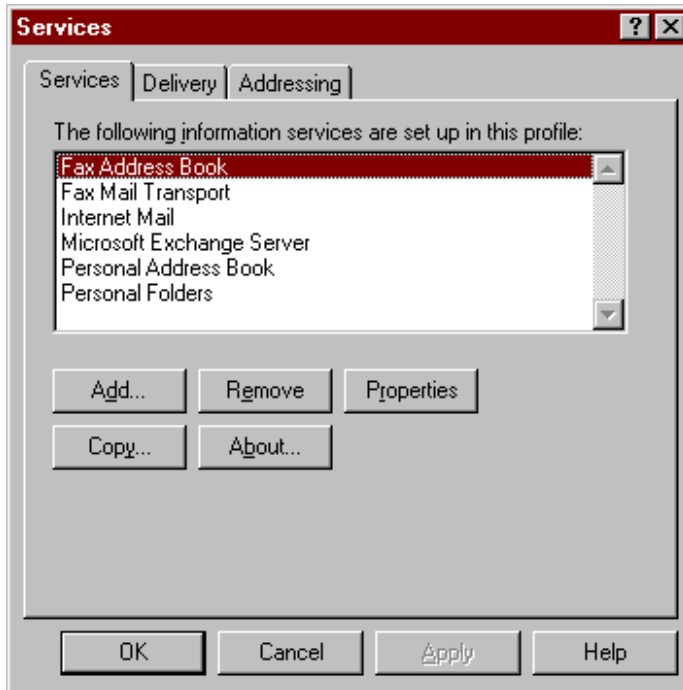 Services
Services Delivery Addressing
The following information services are set up in this profile:
Fax Address Book
Fax Mail Transport
Internet Mail
Microsoft Exchange Server
Personal Address Book
Personal Folders
Add... Remove Properties
Copy... About...
OK Cancel Apply Help